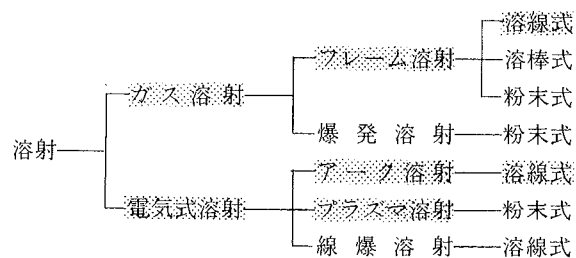 溶線式
フレーム溶射 溶棒式
ガス溶射 粉末式
爆発溶射 粉末式
溶射
アーク溶射 溶線式
電気式溶射 プラズマ溶射 粉末式
線爆溶射 溶線式